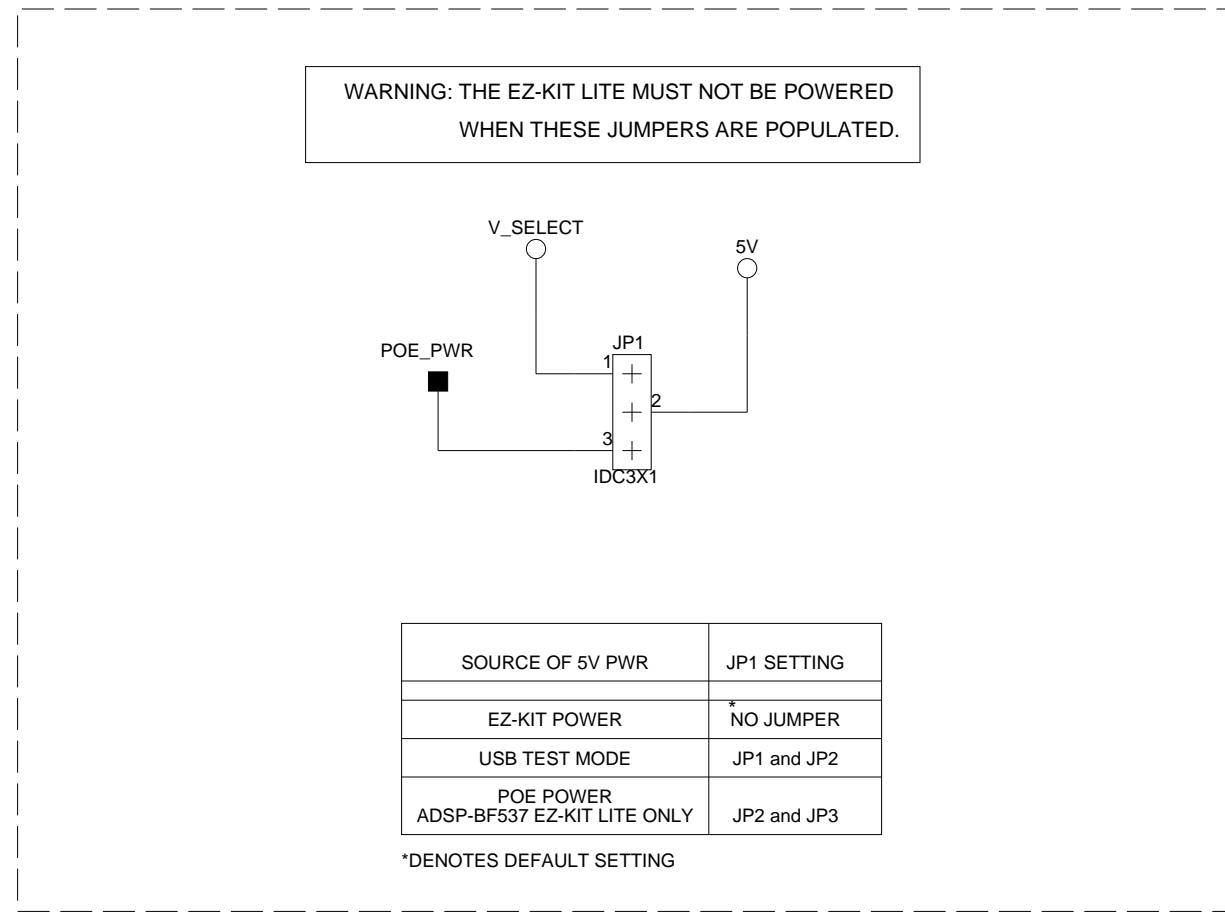 WARNING: THE EZ-KIT LITE MUST NOT BE POWERED
WHEN THESE JUMPERS ARE POPULATED.
V_SELECT
5V
POE_PWR
JP1
1
2
3
IDC3X1
SOURCE OF 5V PWR JP1 SETTING
EZ-KIT POWER *NO JUMPER
USB TEST MODE JP1 and JP2
POE POWER
ADSP-BF537 EZ-KIT LITE ONLY JP2 and JP3
*DENOTES DEFAULT SETTING